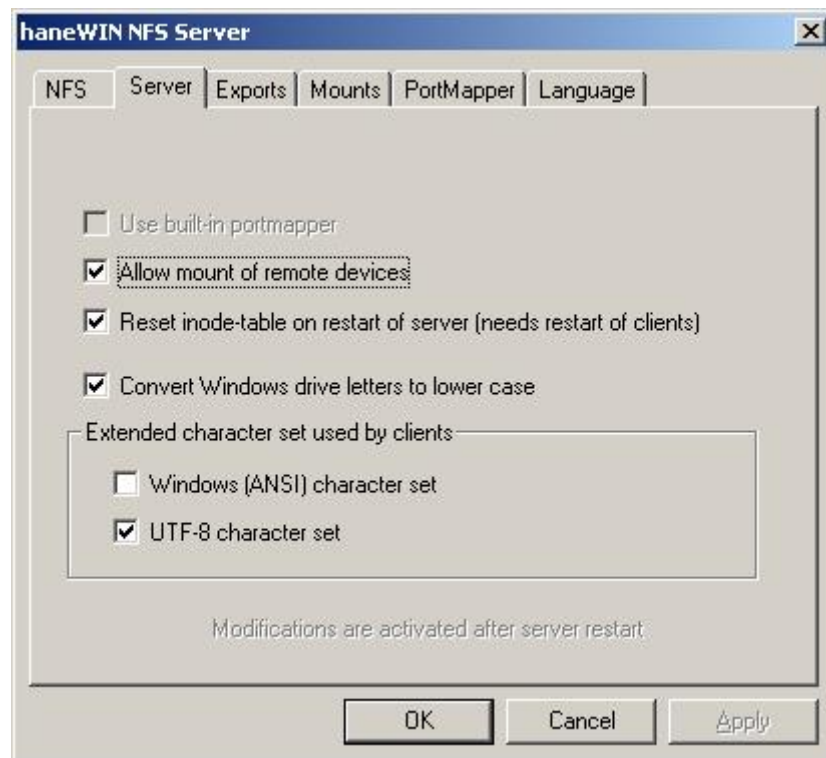 haneWIN NFS Server
NFS Server Exports Mounts PortMapper Language
Use built-in portmapper
Allow mount of remote devices
Reset inode-table on restart of server (needs restart of clients)
Convert Windows drive letters to lower case
Extended character set used by clients
Windows (ANSI) character set
UTF-8 character set
Modifications are activated after server restart
OK Cancel Apply